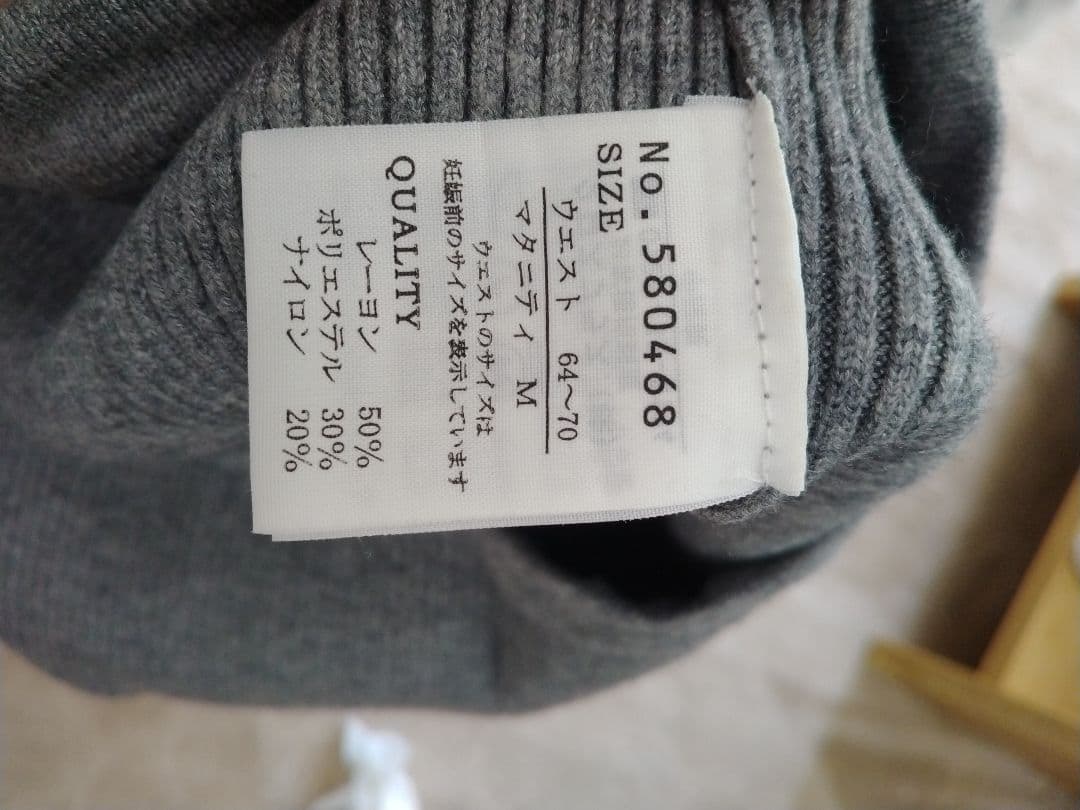 No. 580468
SIZE
ウェスト 64〜70
マタニティ M
ウェストのサイズは
妊娠前のサイズを表示しています
QUALITY
レーヨン 50%
ポリエステル 30%
ナイロン 20%